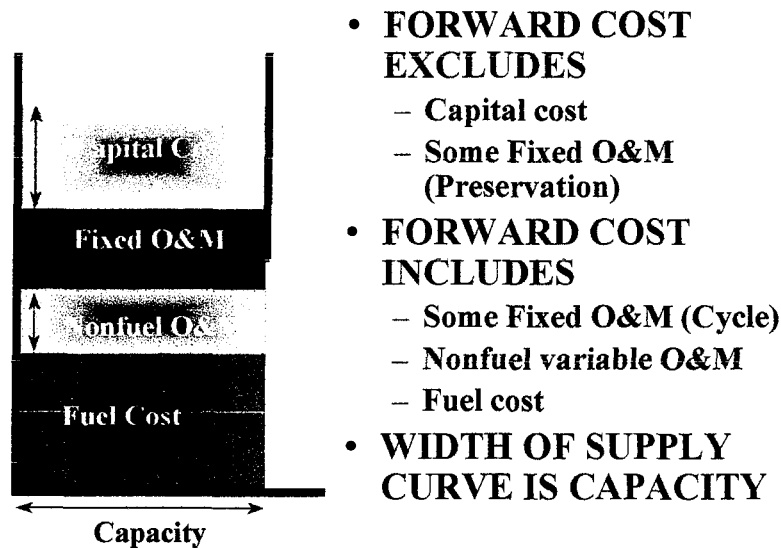 apital C
Fixed O&M
Nonfuel O&
Fuel Cost
Capacity
• FORWARD COST
EXCLUDES
– Capital cost
– Some Fixed O&M
(Preservation)
• FORWARD COST
INCLUDES
– Some Fixed O&M (Cycle)
– Nonfuel variable O&M
– Fuel cost
• WIDTH OF SUPPLY
CURVE IS CAPACITY